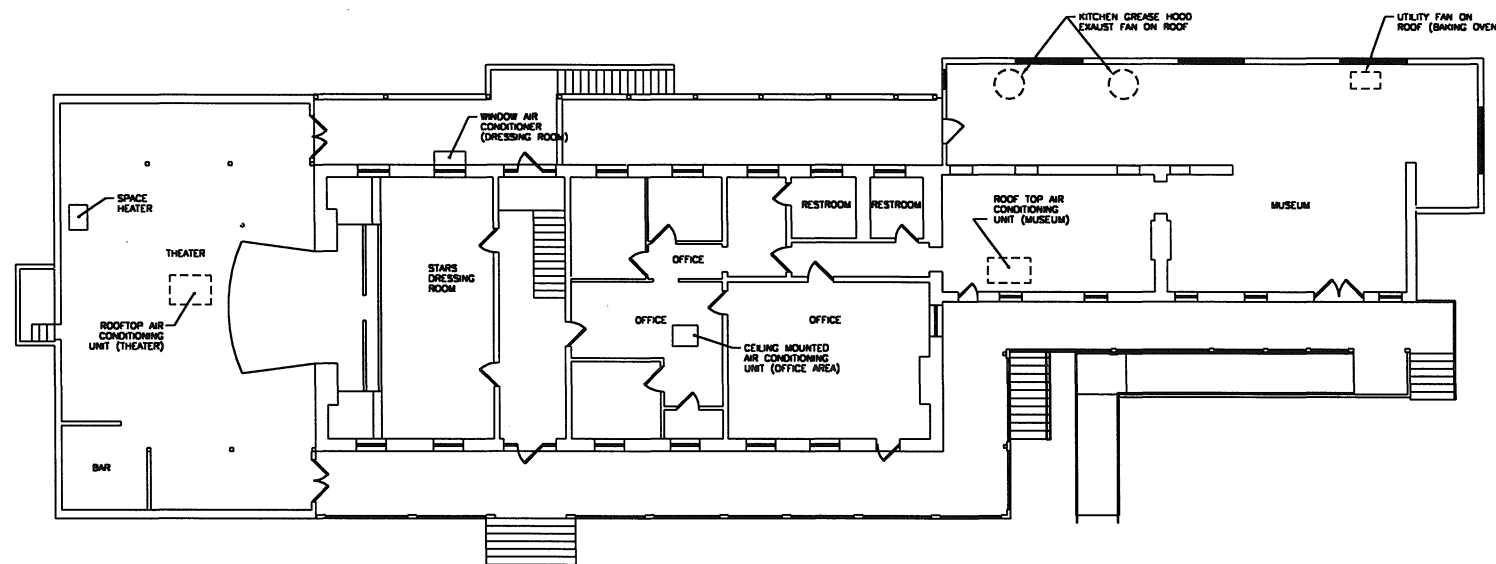 KITCHEN GREASE HOOD
EXAUST FAN ON ROOF
UTILITY FAN ON
ROOF (BAKING OVEN
WINDOW AIR
CONDITIONER
(DRESSING ROOM)
SPACE
HEATER
RESTROOM
RESTROOM
ROOF TOP AIR
CONDITIONING
UNIT (MUSEUM)
MUSEUM
THEATER
OFFICE
STARS
DRESSING
ROOM
ROOFTOP AIR
CONDITIONING
UNIT (THEATER)
OFFICE
OFFICE
CEILING MOUNTED
AIR CONDITIONING
UNIT (OFFICE AREA)
BAR